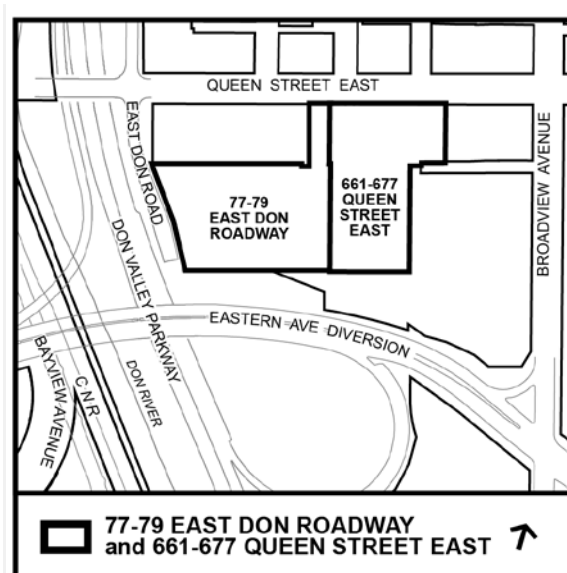 QUEEN STREET EAST
EAST DON ROAD
BROADVIEW AVENUE
77-79
EAST DON
ROADWAY
661-677
QUEEN
STREET
EAST
DON VALLEY PARKWAY
EASTERN AVE DIVERSION
BAYVIEW AVENUE
CNR
DON RIVER
77-79 EAST DON ROADWAY
and 661-677 QUEEN STREET EAST